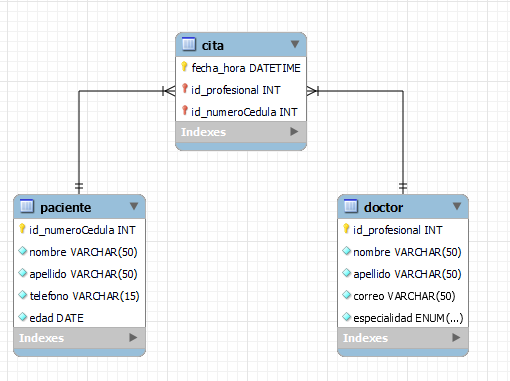 cita
fecha_hora DATETIME
id_profesional INT
id_numeroCedula INT
Indexes
paciente
id_numeroCedula INT
nombre VARCHAR(50)
apellido VARCHAR(50)
telefono VARCHAR(15)
edad DATE
Indexes
doctor
id_profesional INT
nombre VARCHAR(50)
apellido VARCHAR(50)
correo VARCHAR(50)
especialidad ENUM(...)
Indexes